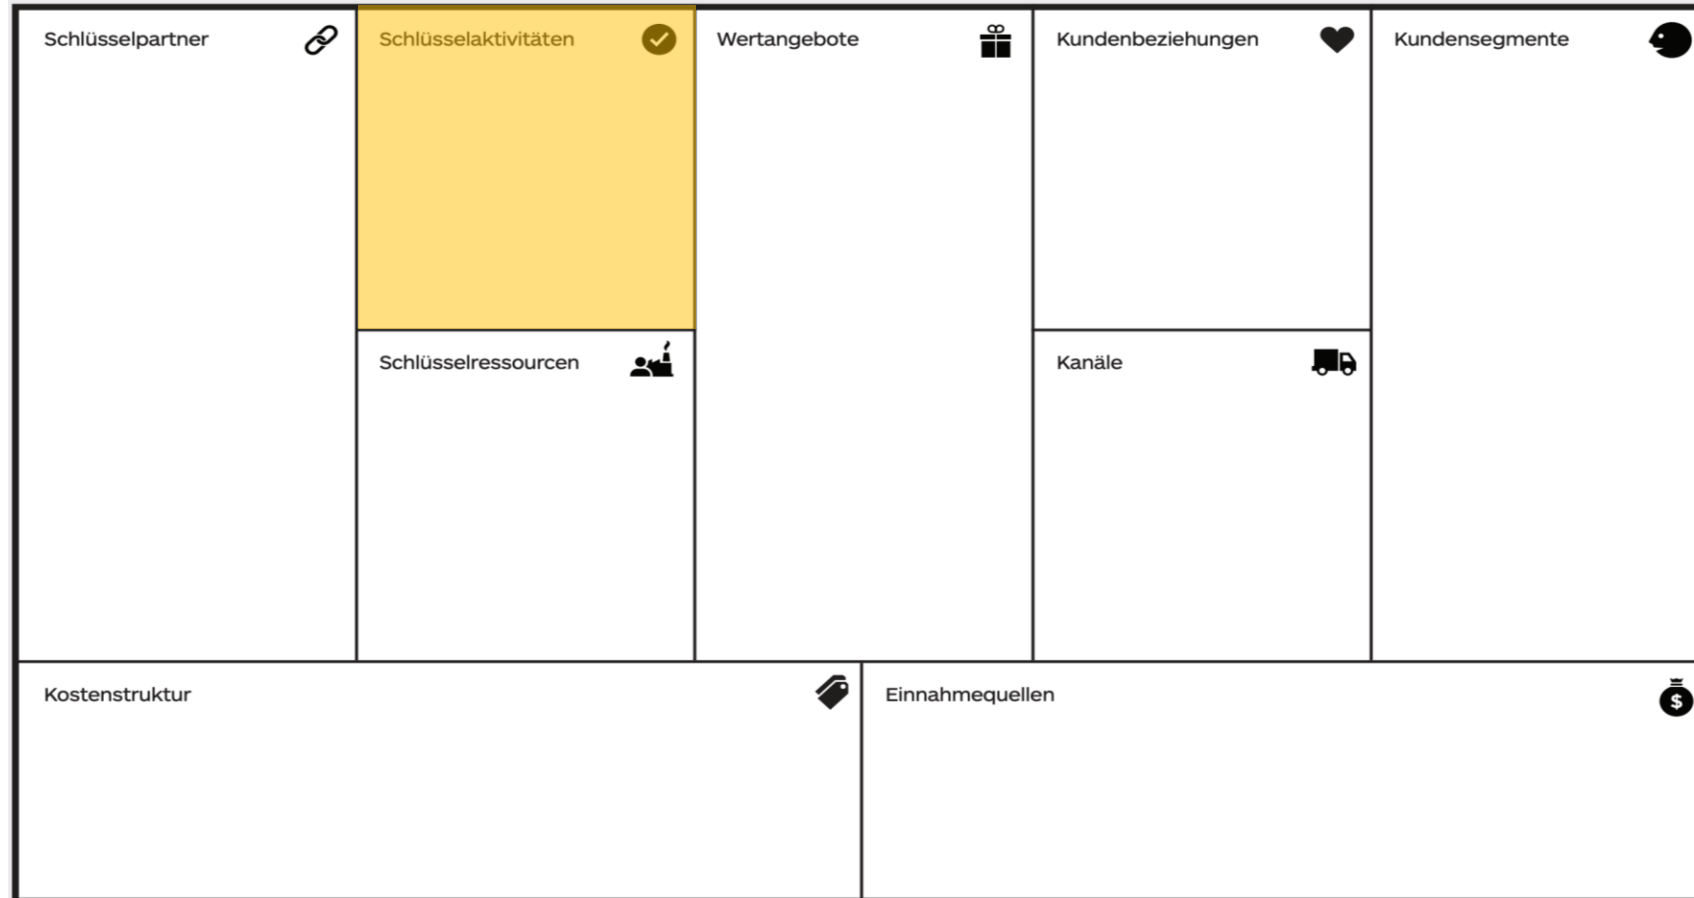 Schlüsselpartner
Schlüsselaktivitäten
Wertangebote
Kundenbeziehungen
Kundensegmente
Schlüsselressourcen
Kanäle
Kostenstruktur
Einnahmequellen
$